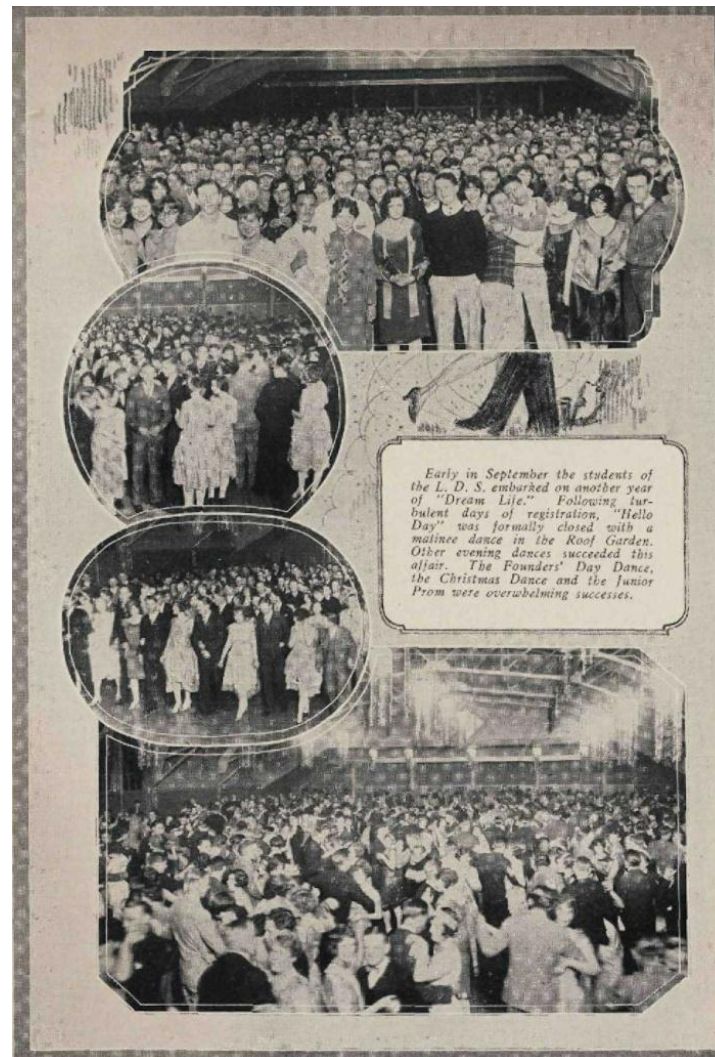 Early in September the students of
the L. D. S. embarked on another year
of "Dream Life." Following tur-
bulent days of registration, "Hello
Day" was formally closed with a
matinee dance in the Roof Garden.
Other evening dances succeeded this
affair. The Founders' Day Dance,
the Christmas Dance and the Junior
Prom were overwhelming successes.